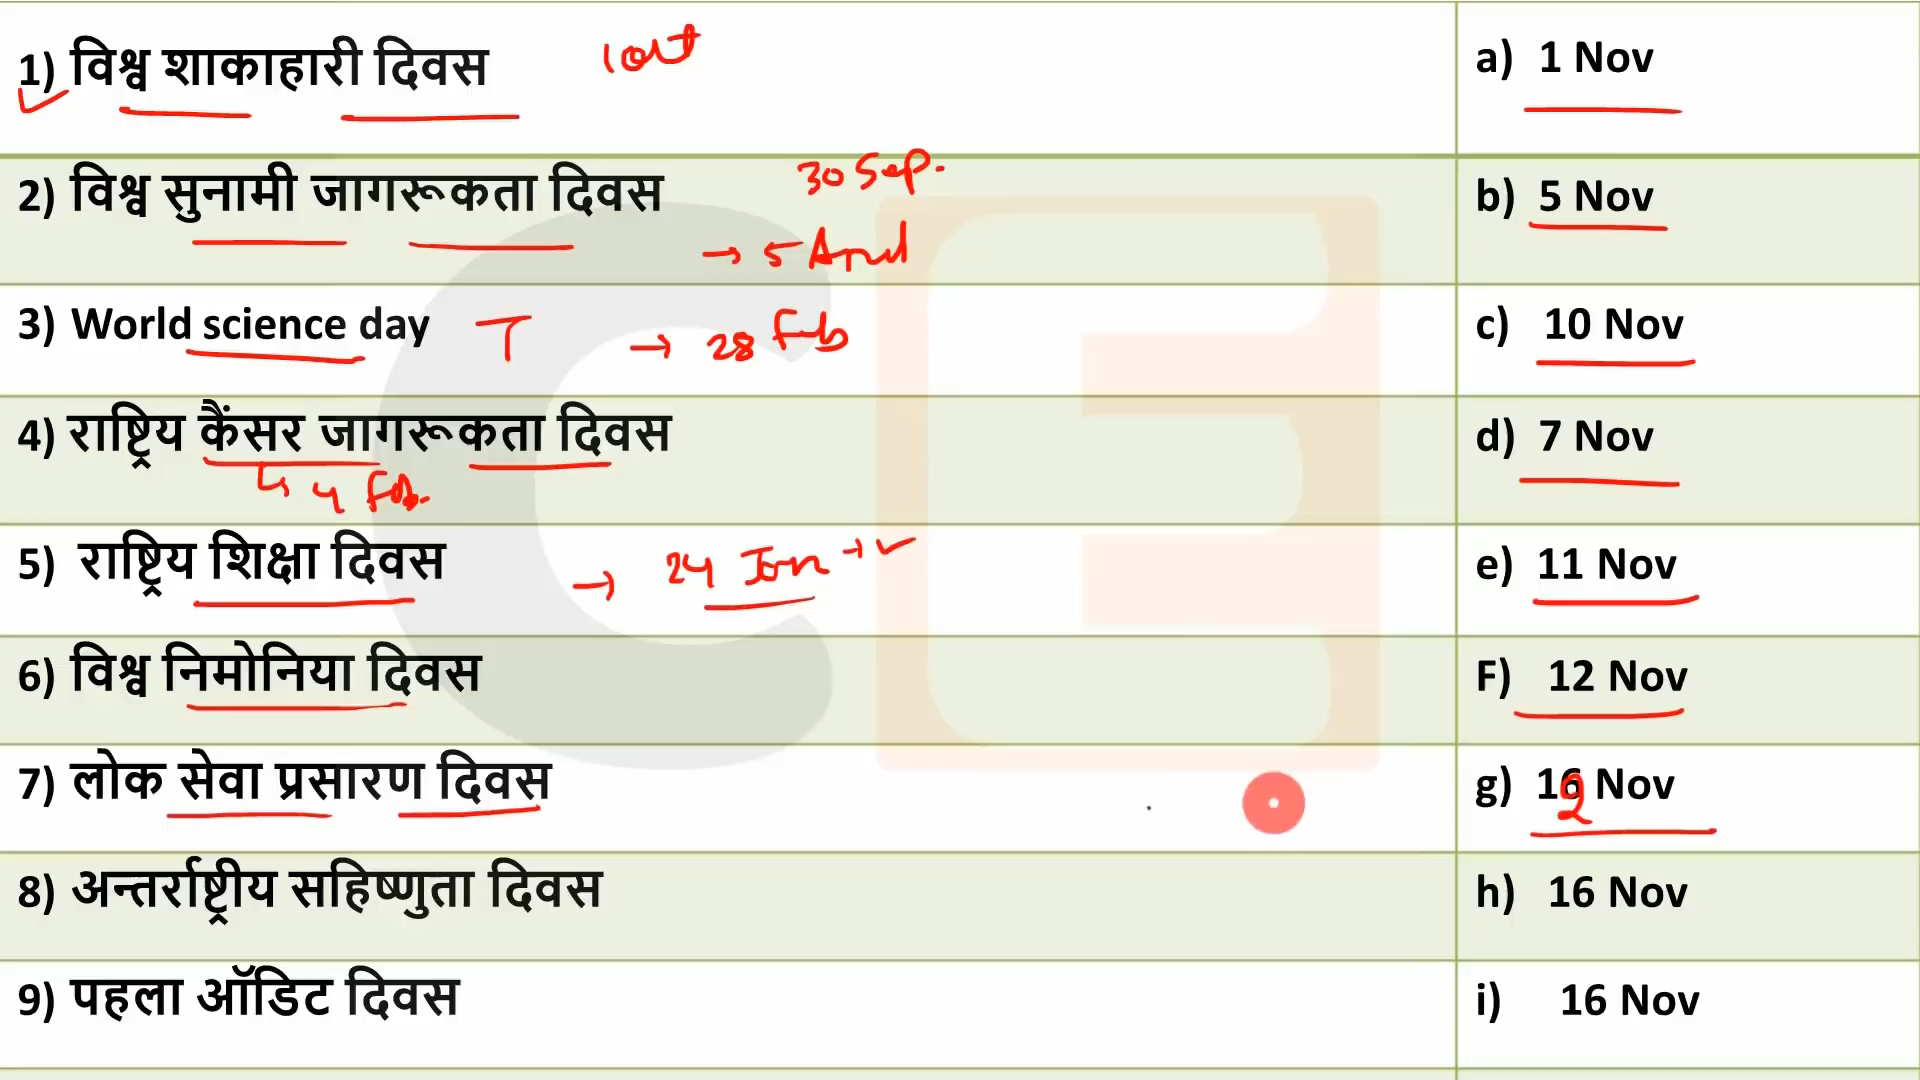 1) विश्व शाकाहारी दिवस 1 oct a) 1 Nov
2) विश्व सुनामी जागरूकता दिवस 30 Sep. b) 5 Nov
→ 5 April
3) World science day T → 28 Feb c) 10 Nov
4) राष्ट्रिय कैंसर जागरूकता दिवस d) 7 Nov
↳ 4 Feb.
5) राष्ट्रिय शिक्षा दिवस → 24 Jan → ✓ e) 11 Nov
6) विश्व निमोनिया दिवस F) 12 Nov
7) लोक सेवा प्रसारण दिवस g) 16 Nov
2
8) अन्तर्राष्ट्रीय सहिष्णुता दिवस h) 16 Nov
9) पहला ऑडिट दिवस i) 16 Nov
CE